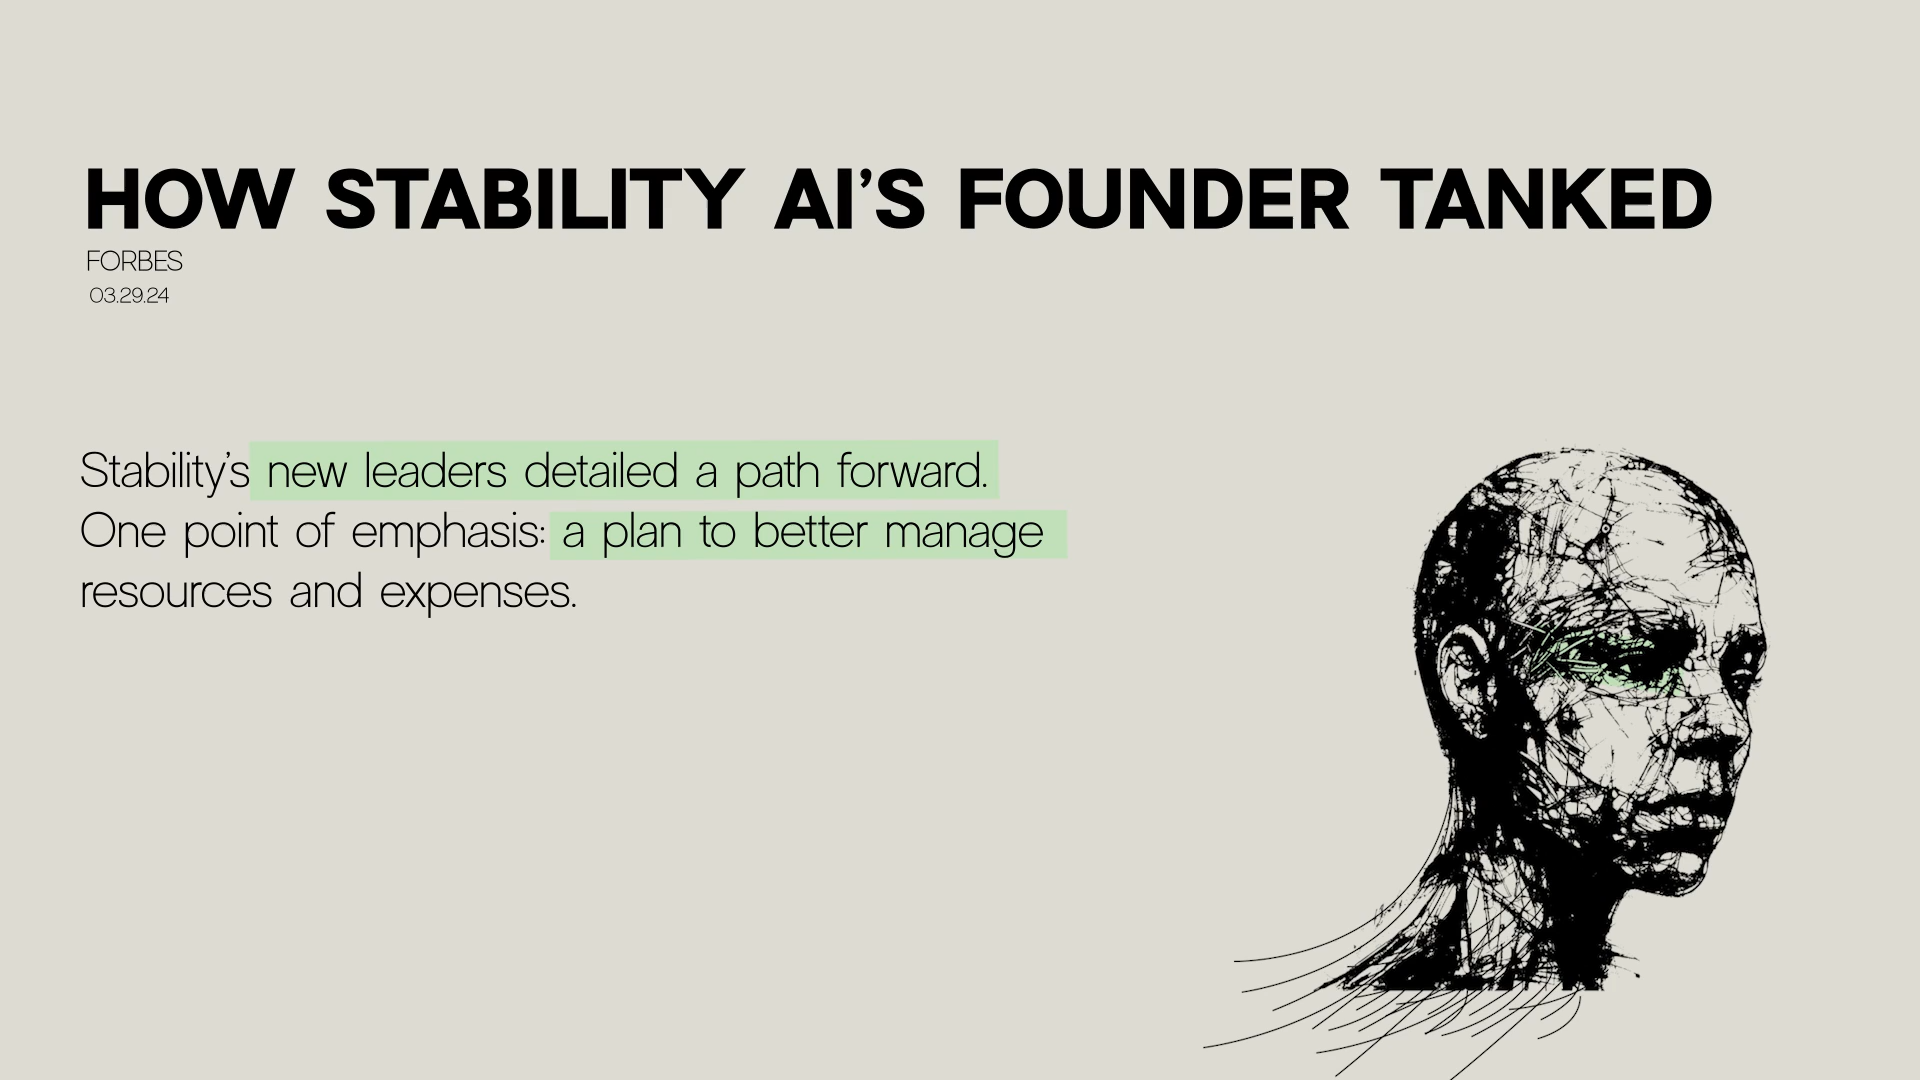 HOW STABILITY AI’S FOUNDER TANKED
FORBES
03.29.24
Stability’s new leaders detailed a path forward.
One point of emphasis: a plan to better manage
resources and expenses.